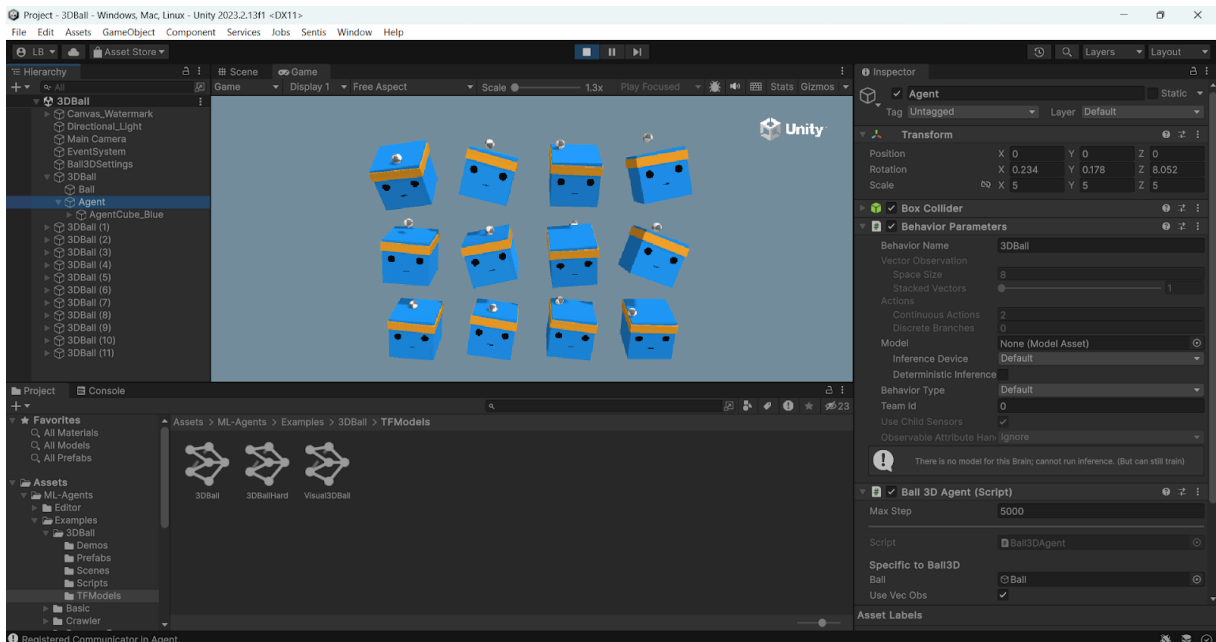 Project - 3DBall - Windows, Mac, Linux - Unity 2023.2.13f1 <DX11>
File Edit Assets GameObject Component Services Jobs Sentis Window Help
LB Asset Store Layers Layout
Hierarchy
All
3DBall
Canvas_Watermark
Directional_Light
Main Camera
EventSystem
Ball3DSettings
3DBall
Ball
Agent
AgentCube_Blue
3DBall (1)
3DBall (2)
3DBall (3)
3DBall (4)
3DBall (5)
3DBall (6)
3DBall (7)
3DBall (8)
3DBall (9)
3DBall (10)
3DBall (11)
Scene Game
Game Display 1 Free Aspect Scale 1.3x Play Focused Stats Gizmos
Unity
Inspector
Agent Static
Tag Untagged Layer Default
Transform
Position X 0 Y 0 Z 0
Rotation X 0.234 Y 0.178 Z 8.052
Scale X 5 Y 5 Z 5
Box Collider
Behavior Parameters
Behavior Name 3DBall
Vector Observation
Space Size 8
Stacked Vectors 1
Actions
Continuous Actions 2
Discrete Branches 0
Model None (Model Asset)
Inference Device Default
Deterministic Inference
Behavior Type Default
Team Id 0
Use Child Sensors
Observable Attribute Han Ignore
There is no model for this Brain; cannot run inference. (But can still train)
Ball 3D Agent (Script)
Max Step 5000
Script Ball3DAgent
Specific to Ball3D
Ball Ball
Use Vec Obs
Asset Labels
Project Console
23
Favorites
All Materials
All Models
All Prefabs
Assets
ML-Agents
Editor
Examples
3DBall
Demos
Prefabs
Scenes
Scripts
TFModels
Basic
Crawler
Assets > ML-Agents > Examples > 3DBall > TFModels
3DBall 3DBallHard Visual3DBall
Registered Communicator in Agent.